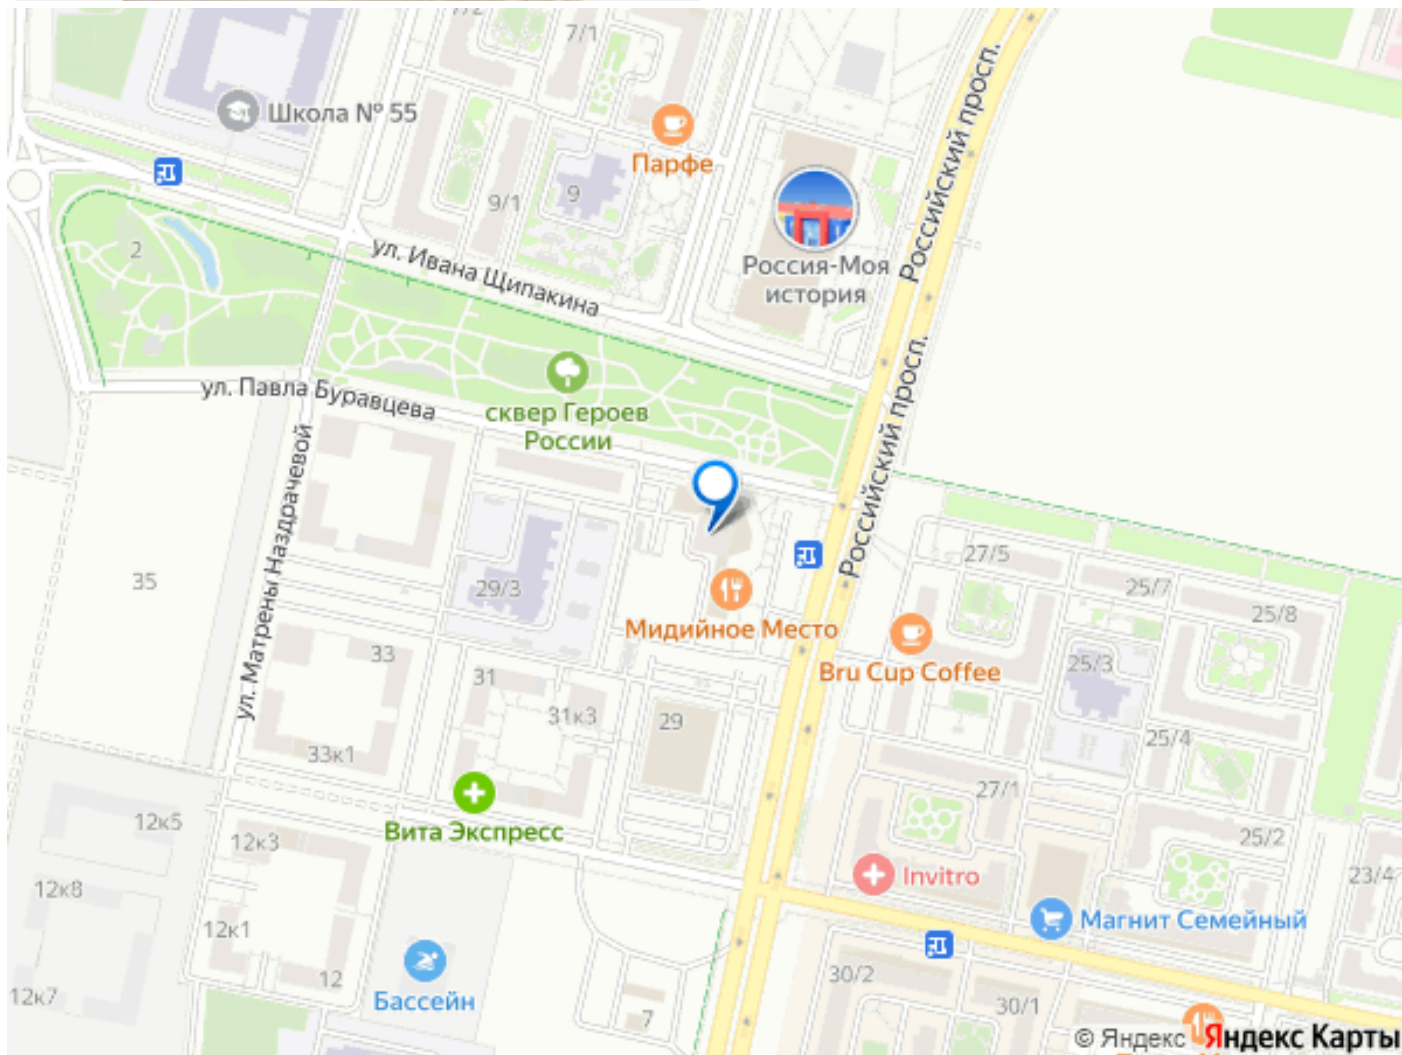 7/2
7/1
Школа № 55
Парфе
9
9/1
2
ул. Ивана Щипакина
Россия-Моя
история
Российский просп.
Российский просп.
Российский просп.
сквер Героев
России
ул. Павла Буравцева
ул. Матрены Наздрачевой
35
29/3
27/5
25/7
25/8
Мидийное Место
Bru Cup Coffee
25/3
33
31
31к3
29
25/4
33к1
27/1
Вита Экспресс
12к5
12к3
25/2
Invitro
23/4
12к8
Магнит Семейный
12к1
12
30/2
Бассейн
12к7
7
30/1
© Яндекс Яндекс Карты